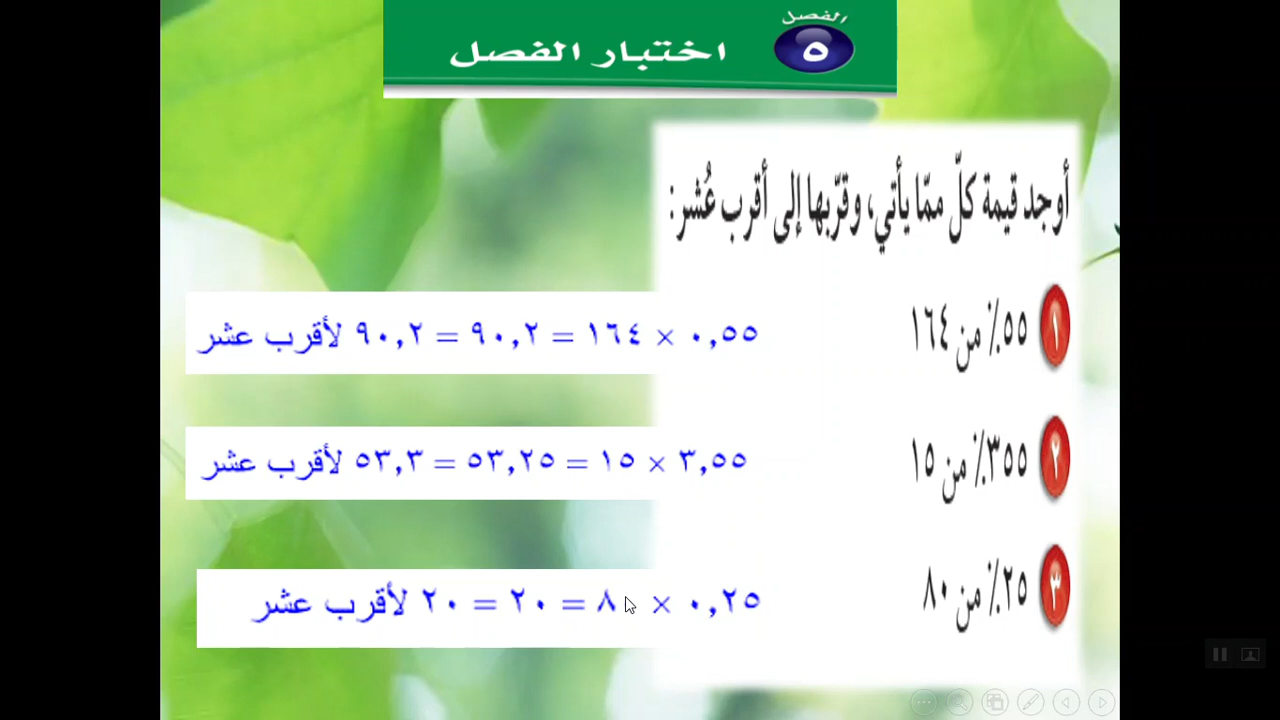 الفصل
٥
اختبار الفصل
أوجد قيمة كلّ ممّا يأتي، وقرّبها إلى أقرب عُشر:
١ ٥٥٪ من ١٦٤
٠,٥٥ × ١٦٤ = ٩٠,٢ = ٩٠,٢ لأقرب عشر
٢ ٣٥٥٪ من ١٥
٣,٥٥ × ١٥ = ٥٣,٢٥ = ٥٣,٣ لأقرب عشر
٣ ٢٥٪ من ٨٠
٠,٢٥ × ٨٠ = ٢٠ = ٢٠ لأقرب عشر